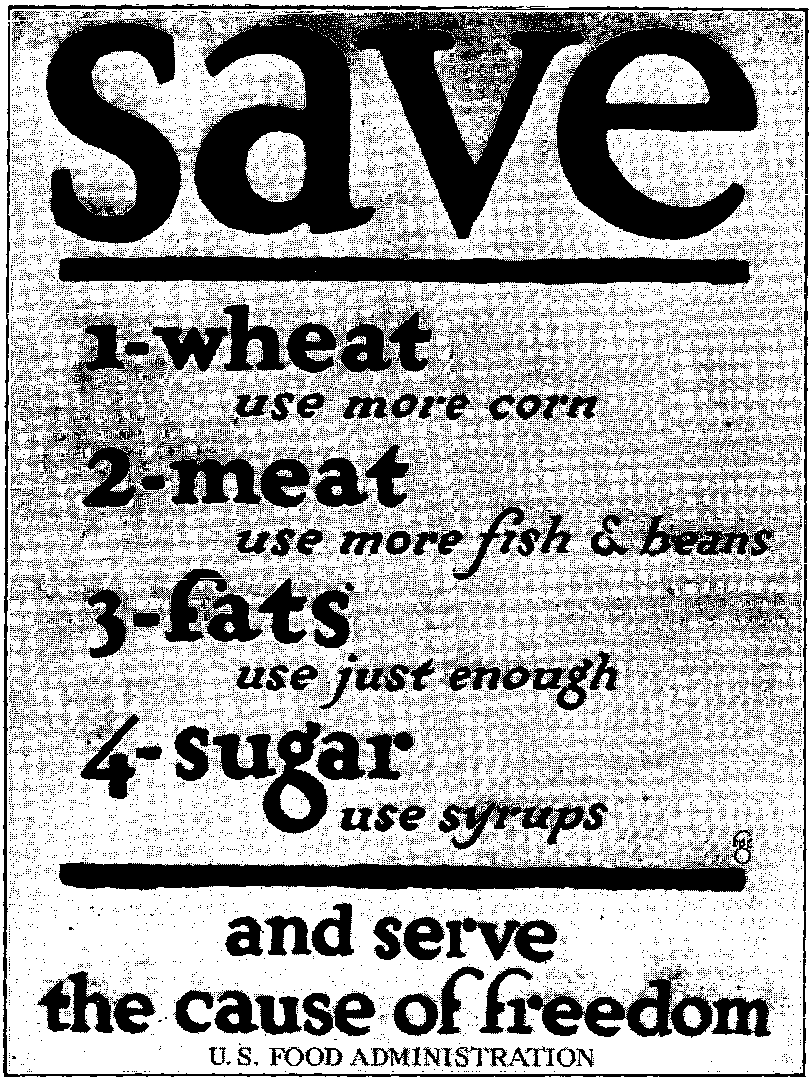 save
1-wheat
use more corn
2-meat
use more fish & beans
3-fats
use just enough
4-sugar
use syrups
and serve
the cause of freedom
U. S. FOOD ADMINISTRATION